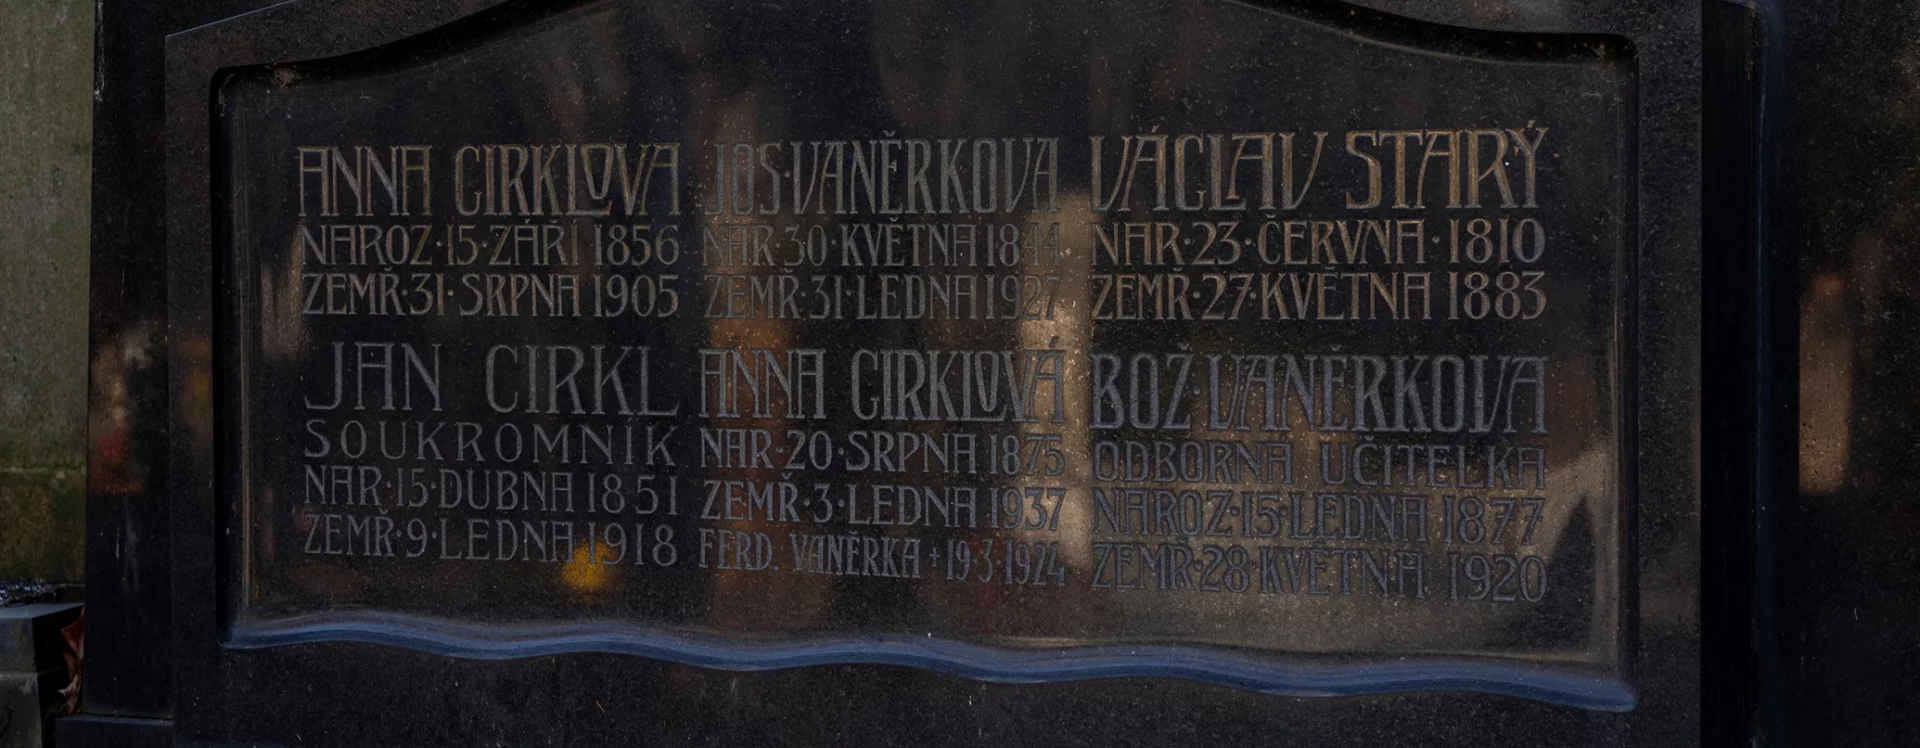 ANNA CIRKLOVA
NAROZ·15·ZÁŘÍ 1856
ZEMŘ·31·SRPNA 1905
JAN CIRKL
SOUKROMNÍK
NAR·15·DUBNA 1851
ZEMŘ·9·LEDNA 1918
JOS·VANĚRKOVA
NAR·30·KVĚTNA 1844
ZEMŘ·31·LEDNA 1927
ANNA CIRKLOVÁ
NAR·20·SRPNA 1875
ZEMŘ·3·LEDNA 1937
FERD. VANĚRKA + 19·3·1924
VÁCLAV STARÝ
NAR·23·ČERVNA·1810
ZEMŘ·27·KVĚTNA 1883
BOŽ·VANĚRKOVA
ODBORNÁ UČITELKA
NAROZ·15·LEDNA 1877
ZEMŘ·28·KVĚTNA 1920